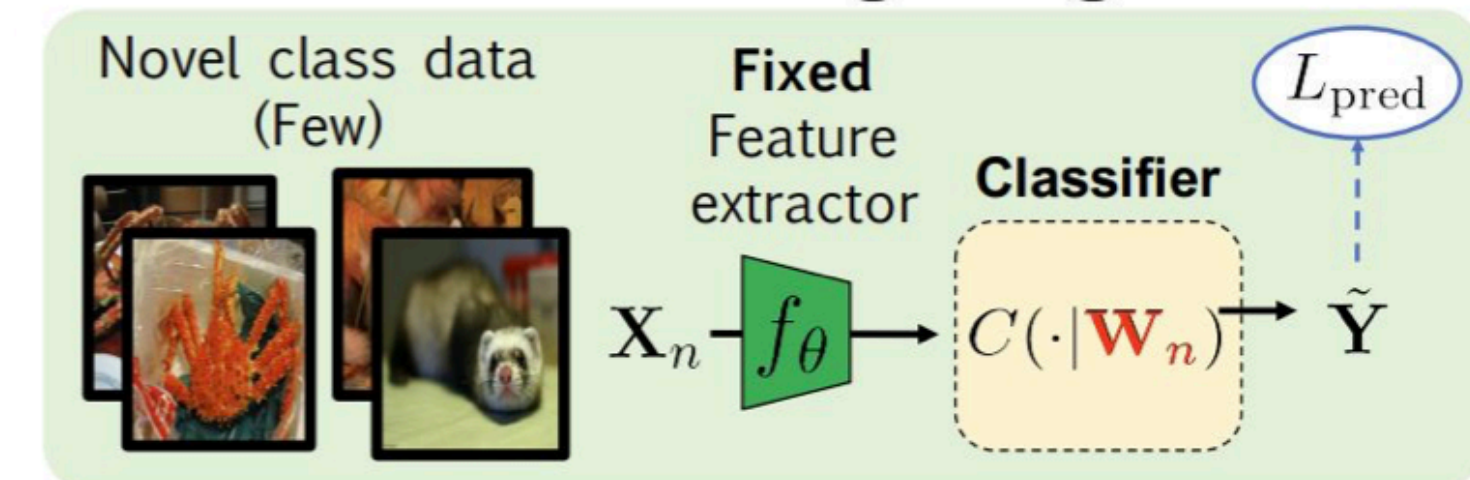 Novel class data
(Few)
Fixed
Feature
extractor
Classifier
L_pred
X_n
f_θ
C(·|W_n)
Ỹ